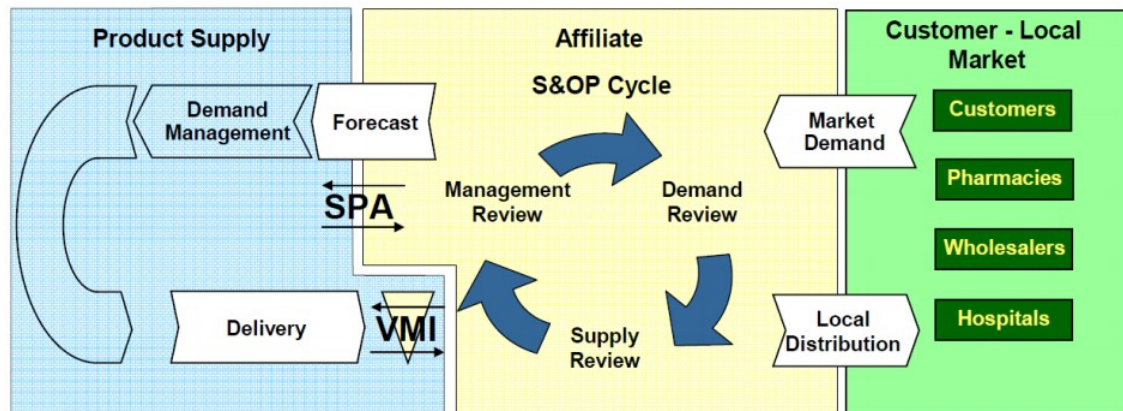 Product Supply
Demand
Management
Forecast
SPA
Delivery
VMI
Affiliate
S&OP Cycle
Management
Review
Demand
Review
Supply
Review
Market
Demand
Local
Distribution
Customer - Local
Market
Customers
Pharmacies
Wholesalers
Hospitals